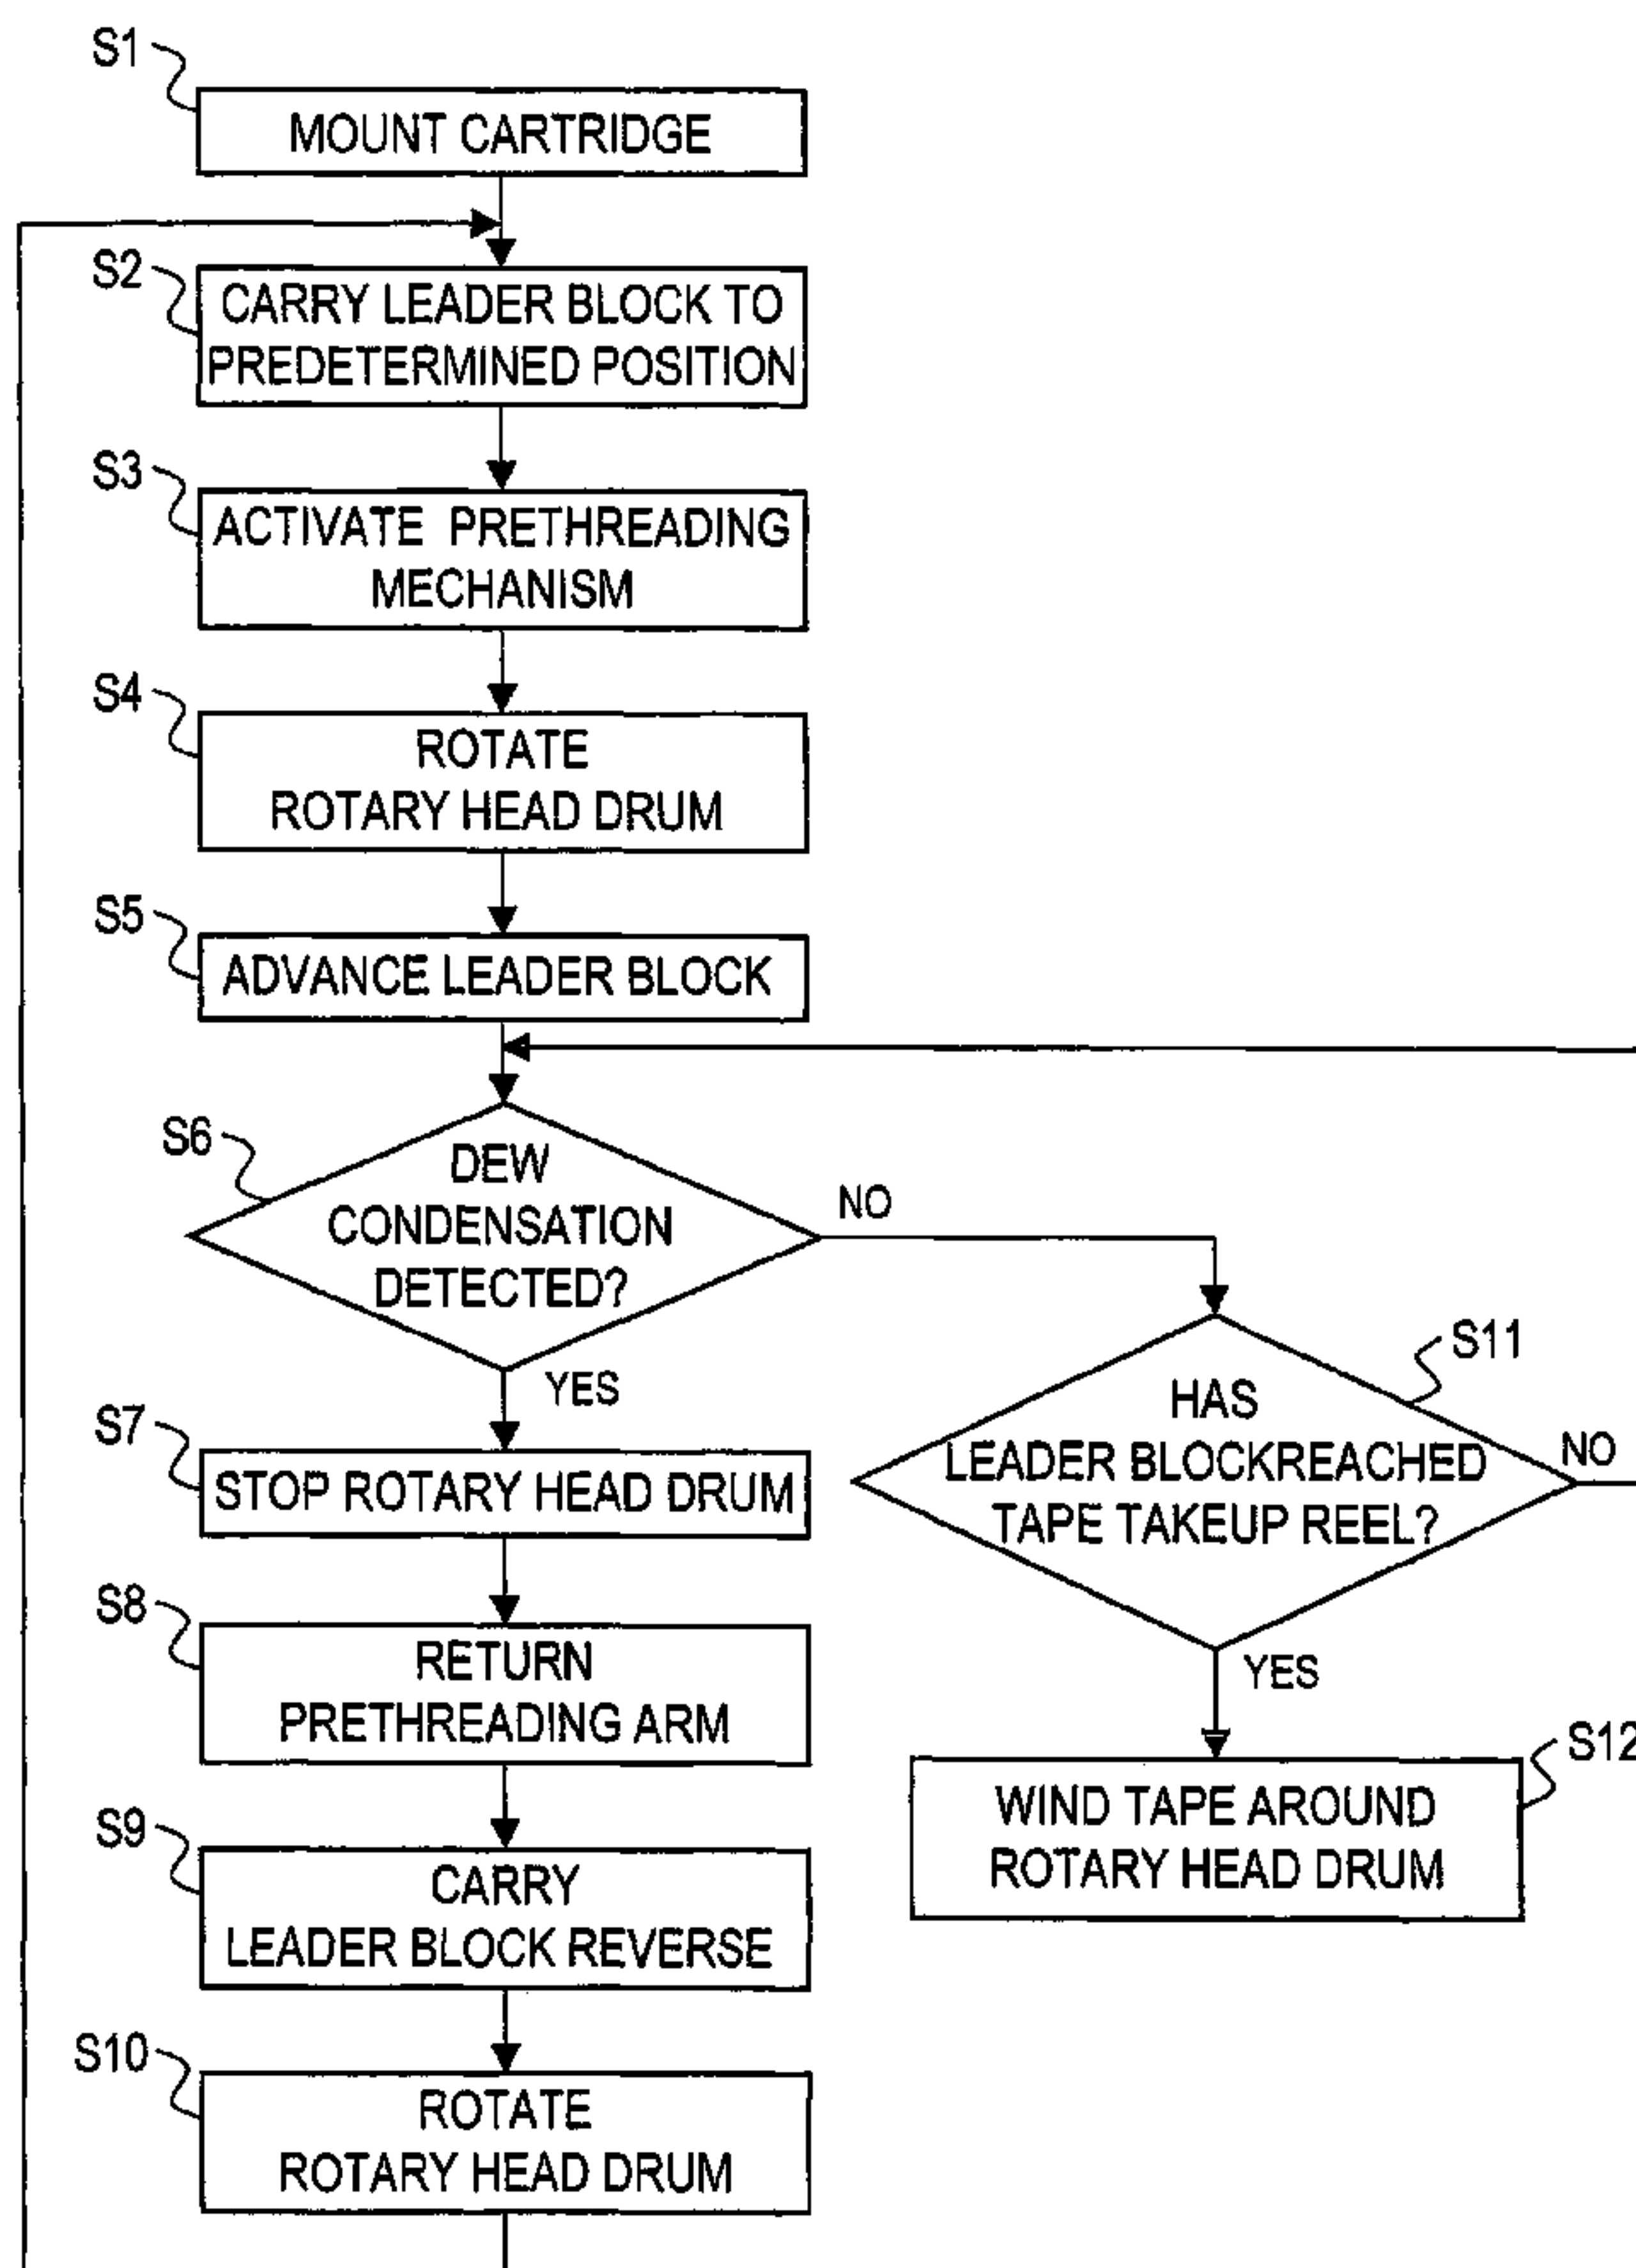 S1
MOUNT CARTRIDGE
S2
CARRY LEADER BLOCK TO
PREDETERMINED POSITION
S3
ACTIVATE PRETHREADING
MECHANISM
S4
ROTATE
ROTARY HEAD DRUM
S5
ADVANCE LEADER BLOCK
S6
DEW
CONDENSATION
DETECTED?
NO
YES
S7
STOP ROTARY HEAD DRUM
S8
RETURN
PRETHREADING ARM
S9
CARRY
LEADER BLOCK REVERSE
S10
ROTATE
ROTARY HEAD DRUM
S11
HAS
LEADER BLOCKREACHED
TAPE TAKEUP REEL?
NO
YES
S12
WIND TAPE AROUND
ROTARY HEAD DRUM